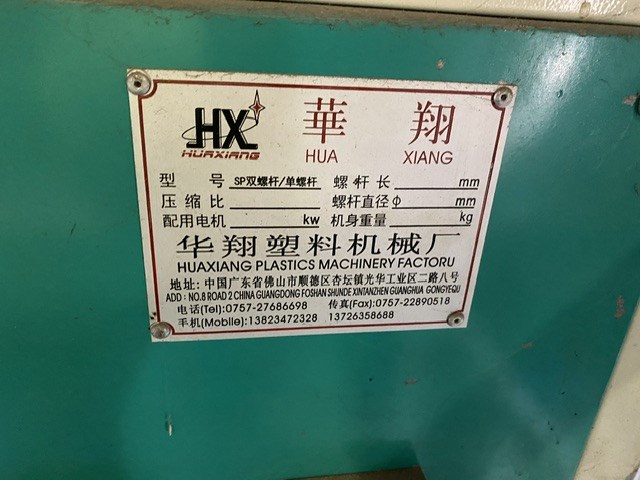 HX
HUAXIANG
華 翔
HUA XIANG
型 号 SP双螺杆/单螺杆 螺杆长 mm
压缩比 螺杆直径 ф mm
配用电机 kw 机身重量 kg
华翔塑料机械厂
HUAXIANG PLASTICS MACHINERY FACTORU
地址: 中国广东省佛山市顺德区杏坛镇光华工业区二路八号
ADD: NO.8 ROAD 2 CHINA GUANGDONG FOSHAN SHUNDE XINTANZHEN GUANGHUA GONGYEQU
电话(Tel):0757-27686698 传真(Fax):0757-22890518
手机(Mobile):13823472328 13726358688